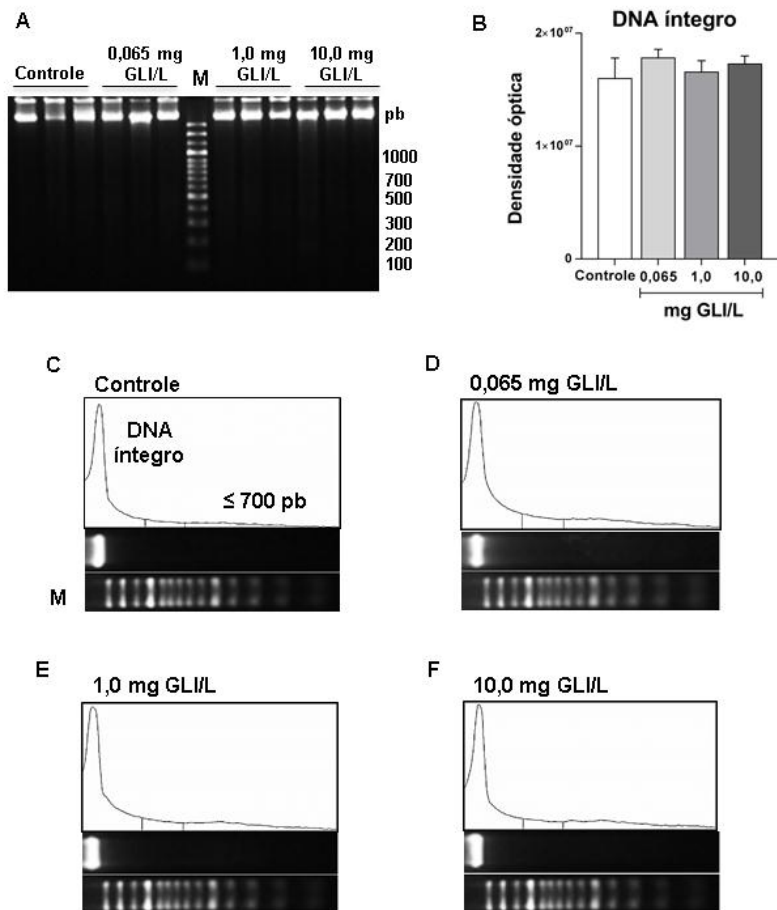 A
Controle
0,065 mg
GLI/L
M
1,0 mg
GLI/L
10,0 mg
GLI/L
pb
1000
700
500
300
200
100
B
DNA íntegro
Densidade óptica
2×10⁰⁷
1×10⁰⁷
0
Controle 0,065 1,0 10,0
mg GLI/L
C
Controle
DNA
íntegro
≤ 700 pb
M
D
0,065 mg GLI/L
E
1,0 mg GLI/L
F
10,0 mg GLI/L